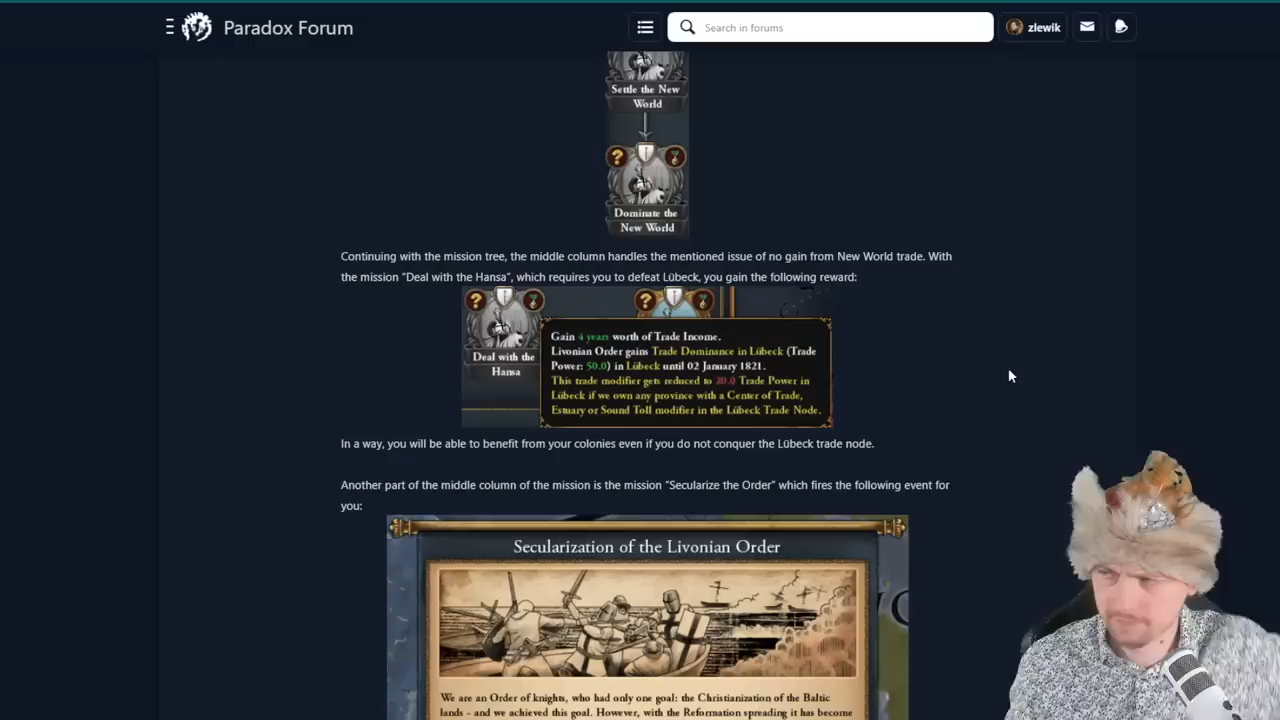 Paradox Forum
Search in forums
zlewik
Settle the New
World
Dominate the
New World
Continuing with the mission tree, the middle column handles the mentioned issue of no gain from New World trade. With
the mission "Deal with the Hansa", which requires you to defeat Lübeck, you gain the following reward:
Deal with the
Hansa
Gain 4 years worth of Trade Income.
Livonian Order gains Trade Dominance in Lübeck (Trade
Power: 50.0) in Lübeck until 02 January 1821.
This trade modifier gets reduced to 20.0 Trade Power in
Lübeck if we own any province with a Center of Trade,
Estuary or Sound Toll modifier in the Lübeck Trade Node.
In a way, you will be able to benefit from your colonies even if you do not conquer the Lübeck trade node.
Another part of the middle column of the mission is the mission "Secularize the Order" which fires the following event for
you:
Secularization of the Livonian Order
We are an Order of knights, who had only one goal: the Christianization of the Baltic
lands - and we achieved this goal. However, with the Reformation spreading it has become